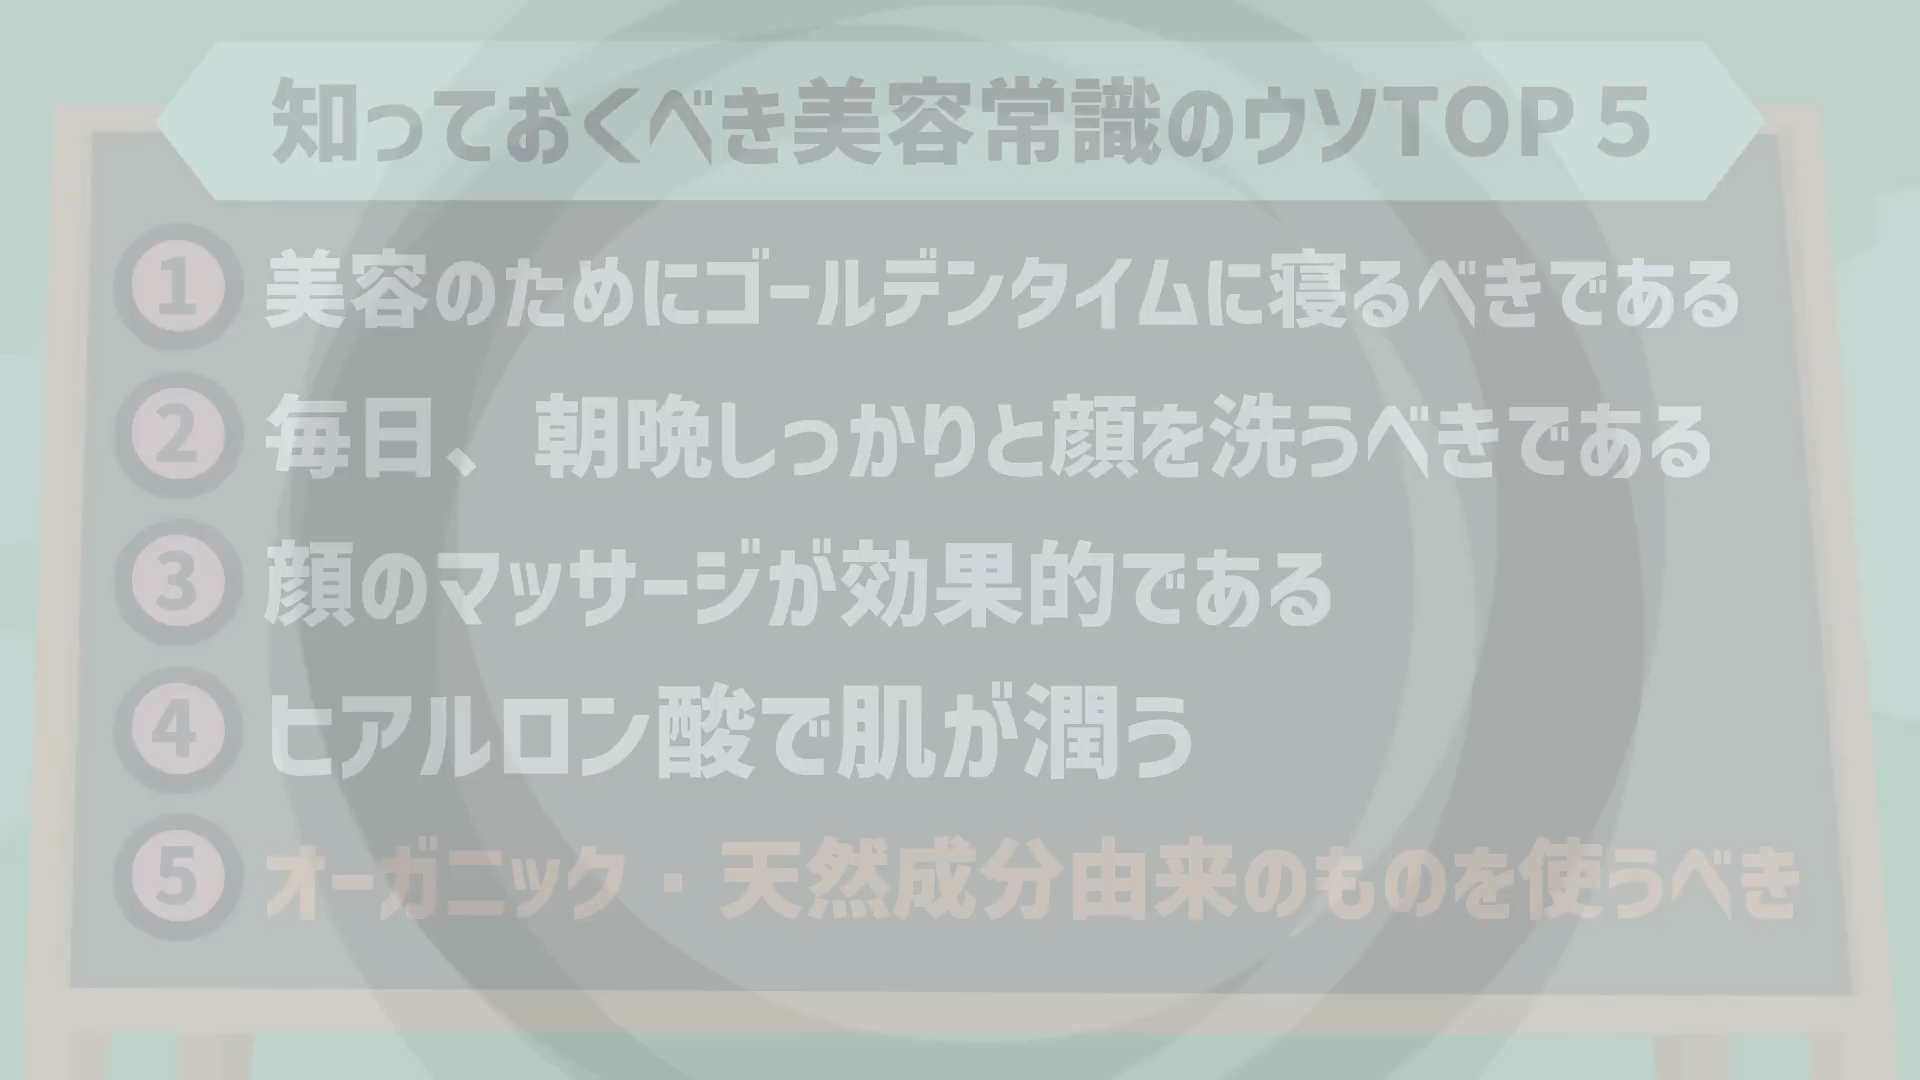 知っておくべき美容常識のウソTOP5
1 美容のためにゴールデンタイムに寝るべきである
2 毎日、朝晩しっかりと顔を洗うべきである
3 顔のマッサージが効果的である
4 ヒアルロン酸で肌が潤う
5 オーガニック・天然成分由来のものを使うべき